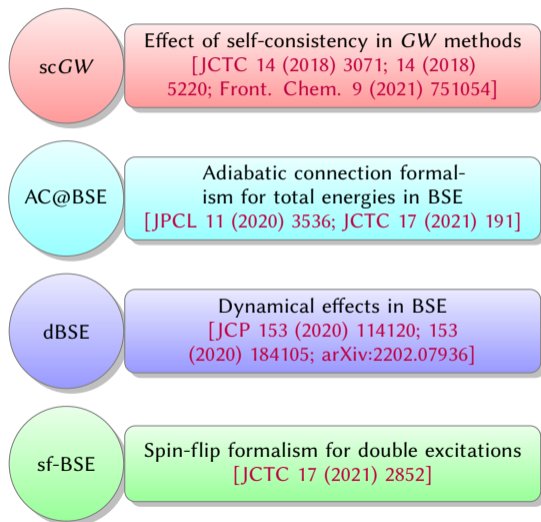 scGW
Effect of self-consistency in GW methods
[JCTC 14 (2018) 3071; 14 (2018)
5220; Front. Chem. 9 (2021) 751054]
AC@BSE
Adiabatic connection formal-
ism for total energies in BSE
[JPCL 11 (2020) 3536; JCTC 17 (2021) 191]
dBSE
Dynamical effects in BSE
[JCP 153 (2020) 114120; 153
(2020) 184105; arXiv:2202.07936]
sf-BSE
Spin-flip formalism for double excitations
[JCTC 17 (2021) 2852]